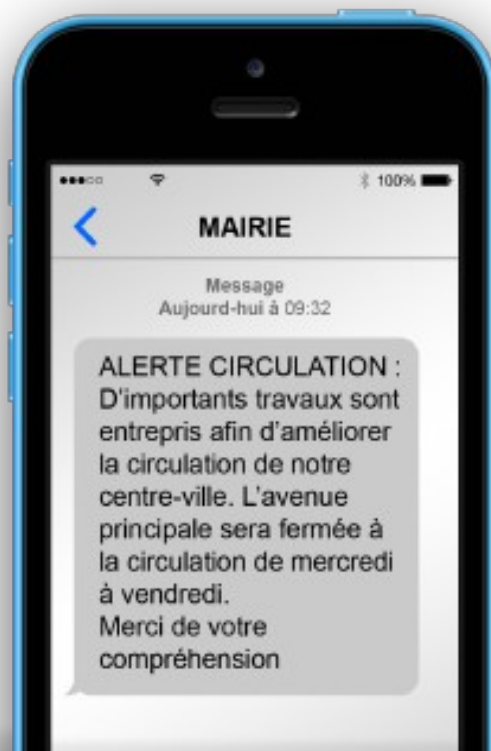 100%
MAIRIE
Message
Aujourd-hui à 09:32
ALERTE CIRCULATION :
D'importants travaux sont
entrepris afin d'améliorer
la circulation de notre
centre-ville. L'avenue
principale sera fermée à
la circulation de mercredi
à vendredi.
Merci de votre
compréhension